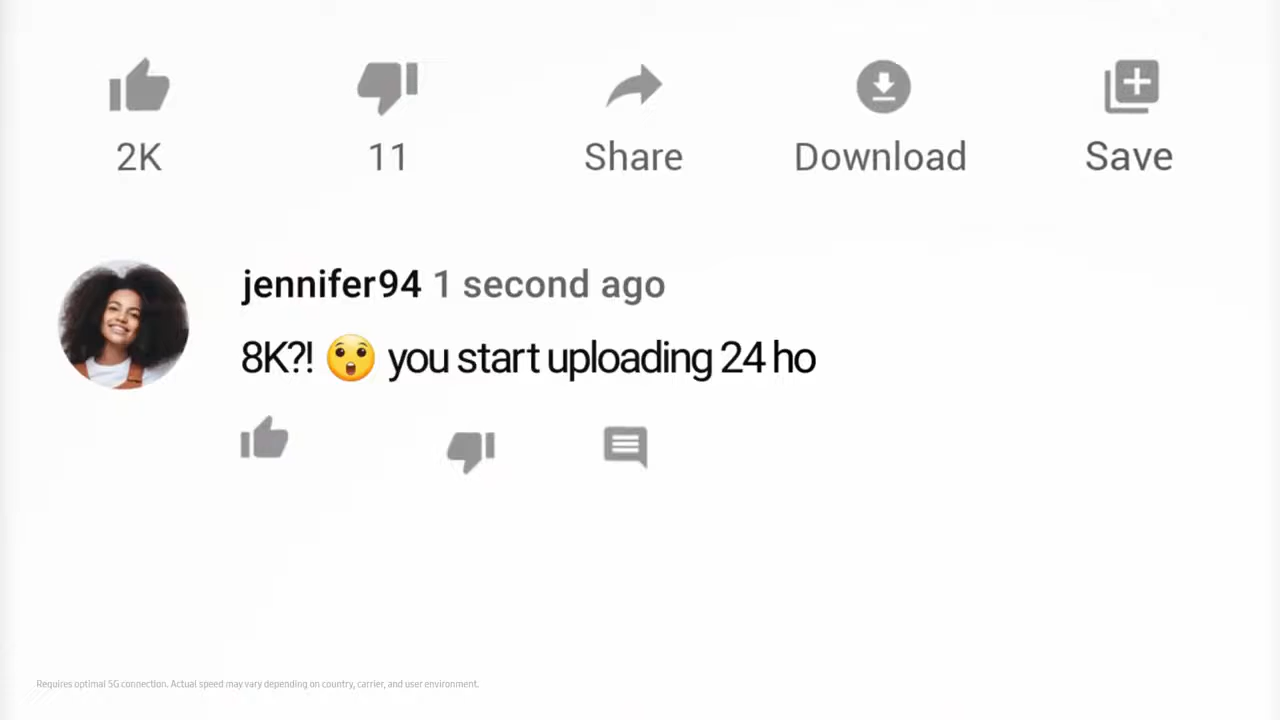 2K
11
Share
Download
Save
jennifer94 1 second ago
8K?! 😲 you start uploading 24 ho
Requires optimal 5G connection. Actual speed may vary depending on country, carrier, and user environment.